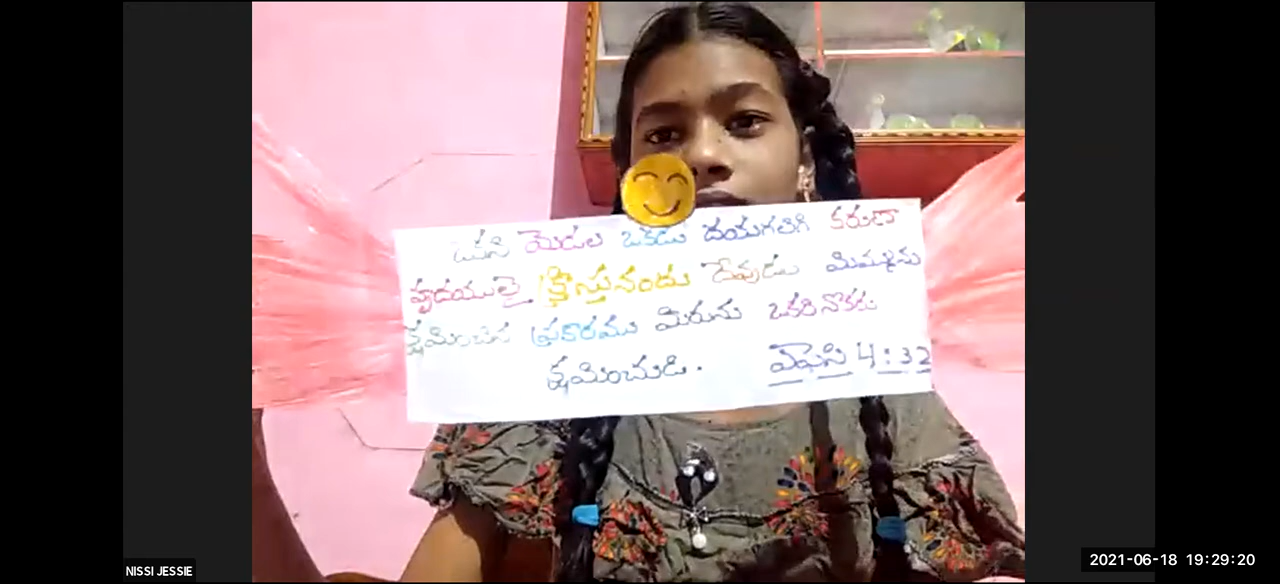 ఒకని యెడల ఒకడు దయగలిగి కరుణా
హృదయులై క్రీస్తునందు దేవుడు మిమ్మును
క్షమించిన ప్రకారము మీరును ఒకరినొకరు
క్షమించుడి. ఎఫెసి 4:32
NISSI JESSIE
2021-06-18 19:29:20